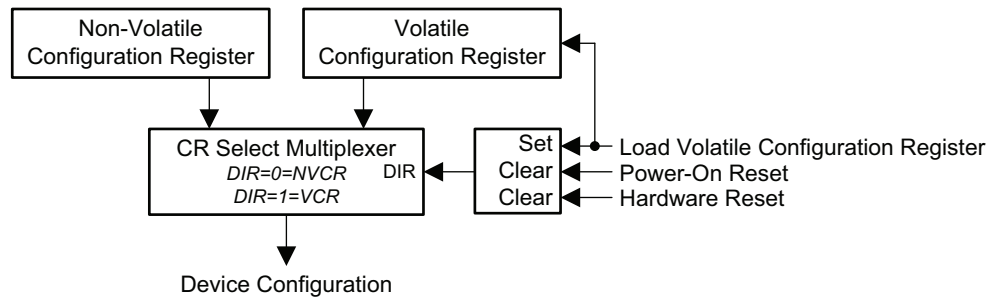 Non-Volatile
Configuration Register
Volatile
Configuration Register
CR Select Multiplexer
DIR=0=NVCR
DIR=1=VCR
DIR
Set
Clear
Clear
Load Volatile Configuration Register
Power-On Reset
Hardware Reset
Device Configuration